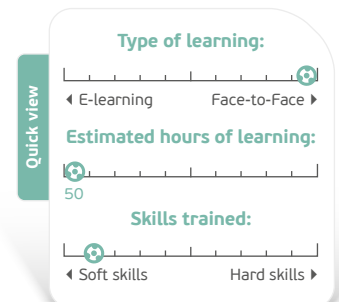 Quick view
Type of learning:
◂ E-learning Face-to-Face ▸
Estimated hours of learning:
50
Skills trained:
◂ Soft skills Hard skills ▸